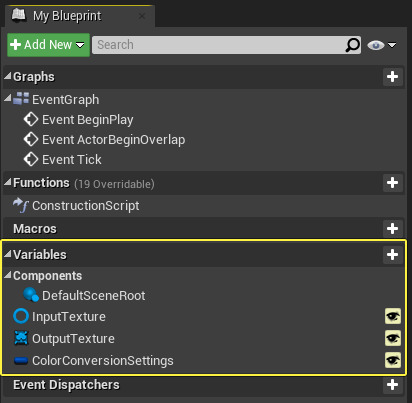 My Blueprint
Add New Search
Graphs
EventGraph
Event BeginPlay
Event ActorBeginOverlap
Event Tick
Functions (19 Overridable)
ConstructionScript
Macros
Variables
Components
DefaultSceneRoot
InputTexture
OutputTexture
ColorConversionSettings
Event Dispatchers